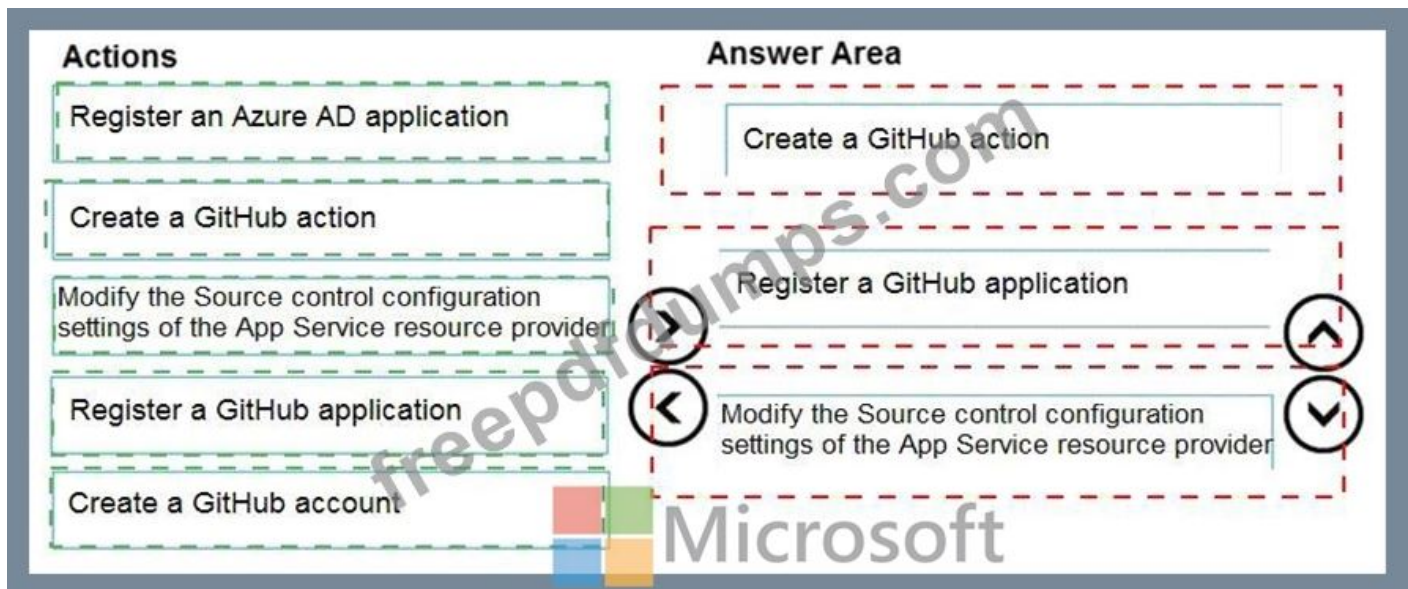 Actions
Register an Azure AD application
Create a GitHub action
Modify the Source control configuration
settings of the App Service resource provider
Register a GitHub application
Create a GitHub account
Answer Area
Create a GitHub action
Register a GitHub application
Modify the Source control configuration
settings of the App Service resource provider
freepdfdumps.com
Microsoft